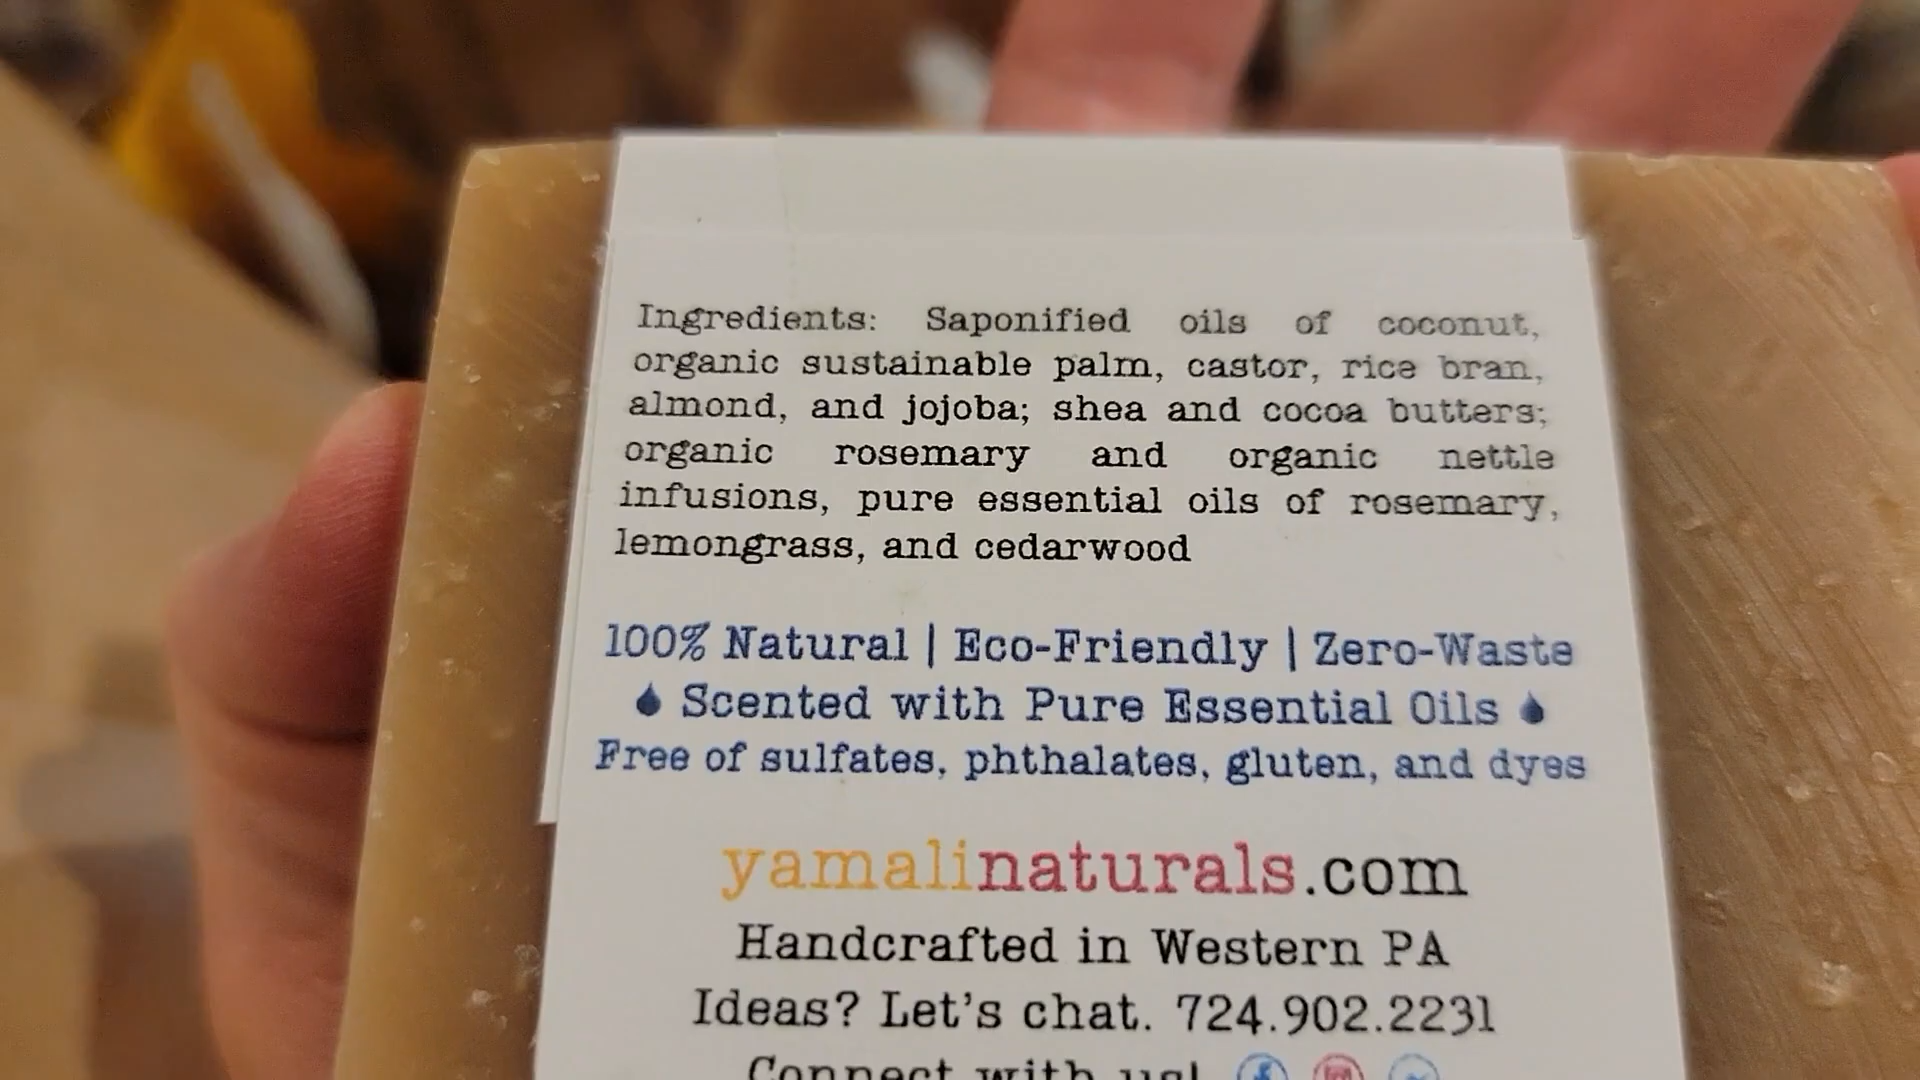 Ingredients: Saponified oils of coconut,
organic sustainable palm, castor, rice bran,
almond, and jojoba; shea and cocoa butters;
organic rosemary and organic nettle
infusions, pure essential oils of rosemary,
lemongrass, and cedarwood
100% Natural | Eco-Friendly | Zero-Waste
Scented with Pure Essential Oils
Free of sulfates, phthalates, gluten, and dyes
yamalinaturals.com
Handcrafted in Western PA
Ideas? Let's chat. 724.902.2231
Connect with us!